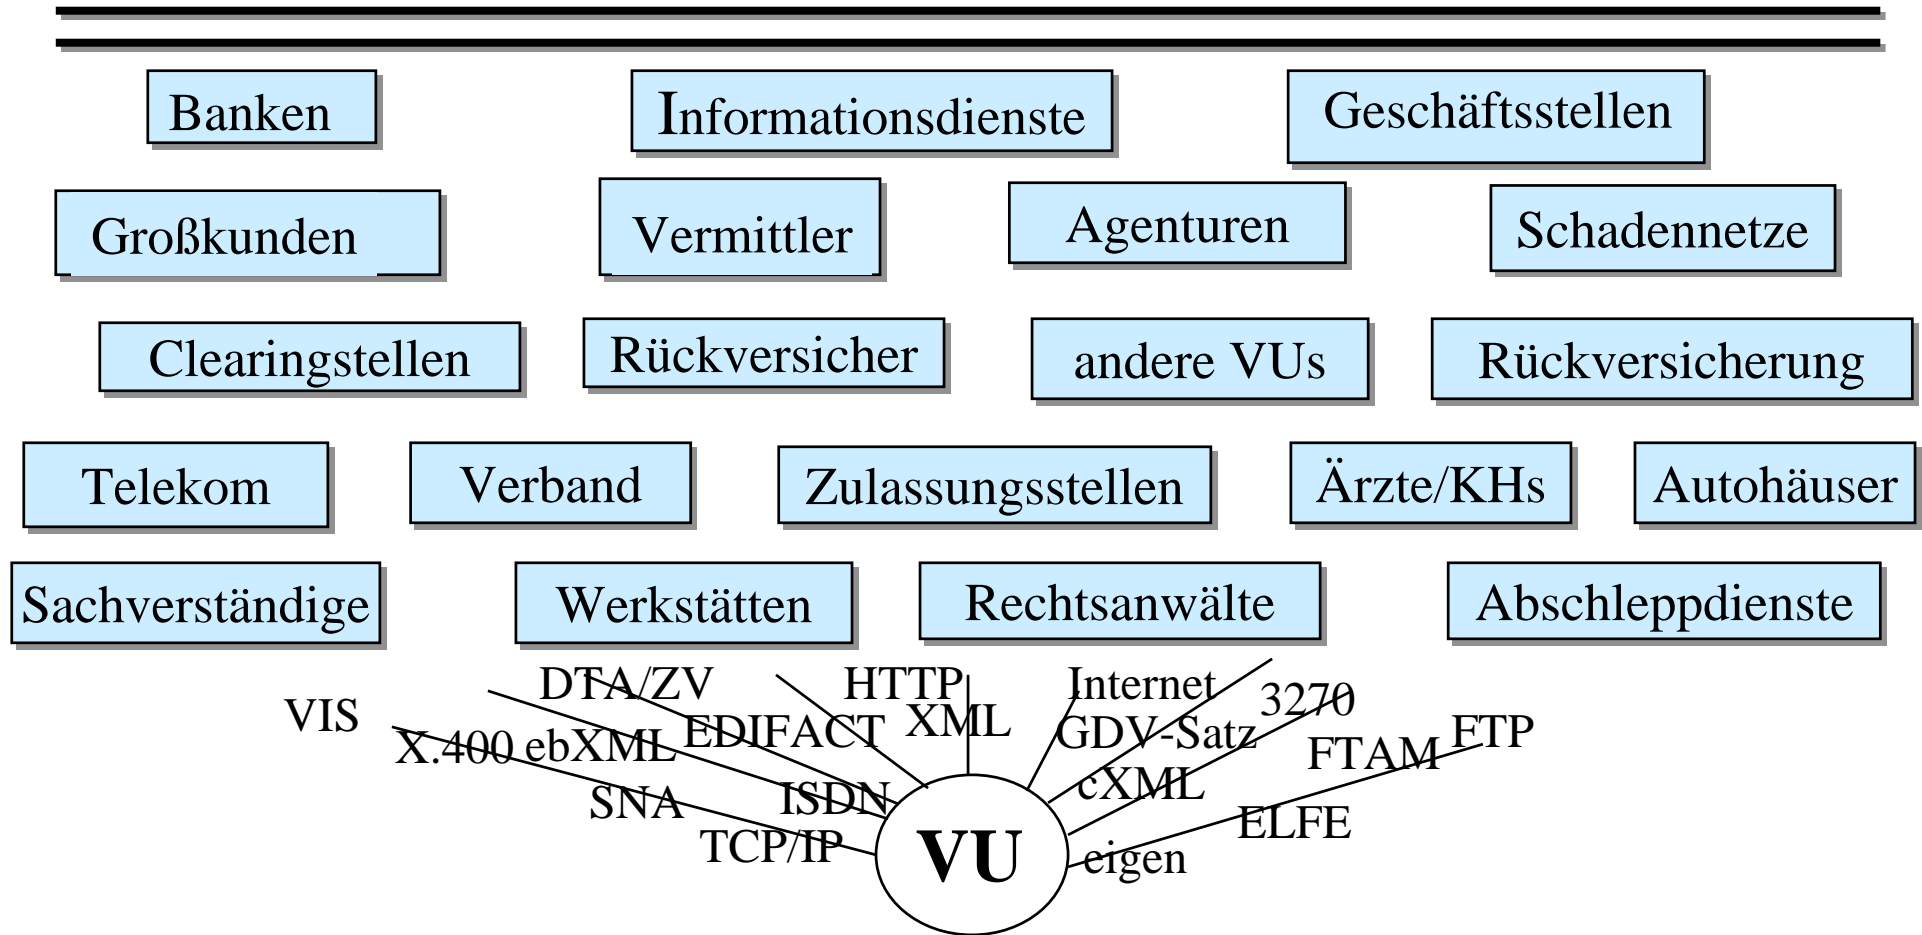 Banken
Informationsdienste
Geschäftsstellen
Großkunden
Vermittler
Agenturen
Schadennetze
Clearingstellen
Rückversicher
andere VUs
Rückversicherung
Telekom
Verband
Zulassungsstellen
Ärzte/KHs
Autohäuser
Sachverständige
Werkstätten
Rechtsanwälte
Abschleppdienste
VIS
DTA/ZV
HTTP
Internet
3270
X.400
ebXML
EDIFACT
XML
GDV-Satz
FTAM
FTP
SNA
ISDN
cXML
ELFE
TCP/IP
VU
eigen